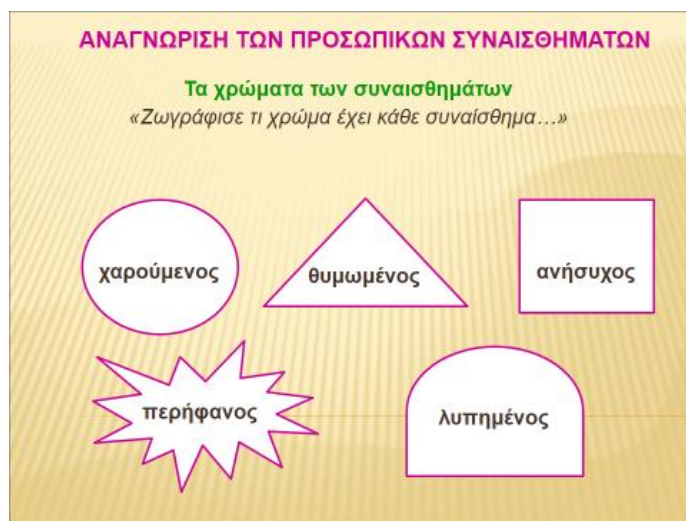 ΑΝΑΓΝΩΡΙΣΗ ΤΩΝ ΠΡΟΣΩΠΙΚΩΝ ΣΥΝΑΙΣΘΗΜΑΤΩΝ
Τα χρώματα των συναισθημάτων
«Ζωγράφισε τι χρώμα έχει κάθε συναίσθημα…»
χαρούμενος
θυμωμένος
ανήσυχος
περήφανος
λυπημένος